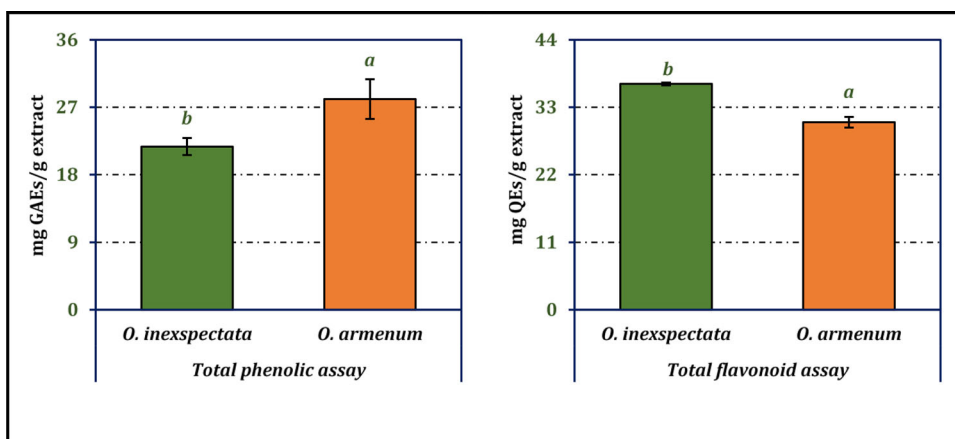 mg GAEs/g extract
36
27
18
9
0
b
a
O. inexspectata
O. armenum
Total phenolic assay
mg QEs/g extract
44
33
22
11
0
b
a
O. inexspectata
O. armenum
Total flavonoid assay